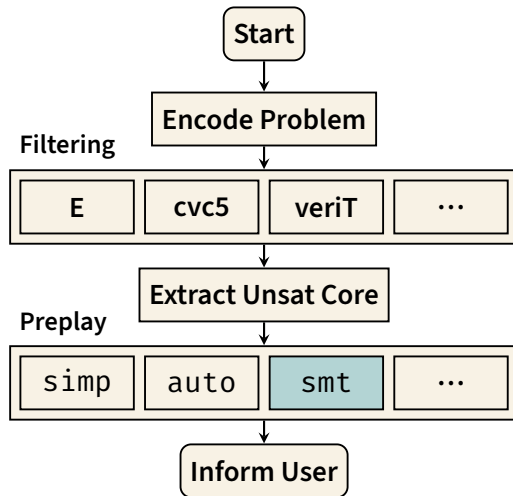 Start
Encode Problem
Filtering
E cvc5 veriT ...
Extract Unsat Core
Preplay
simp auto smt ...
Inform User